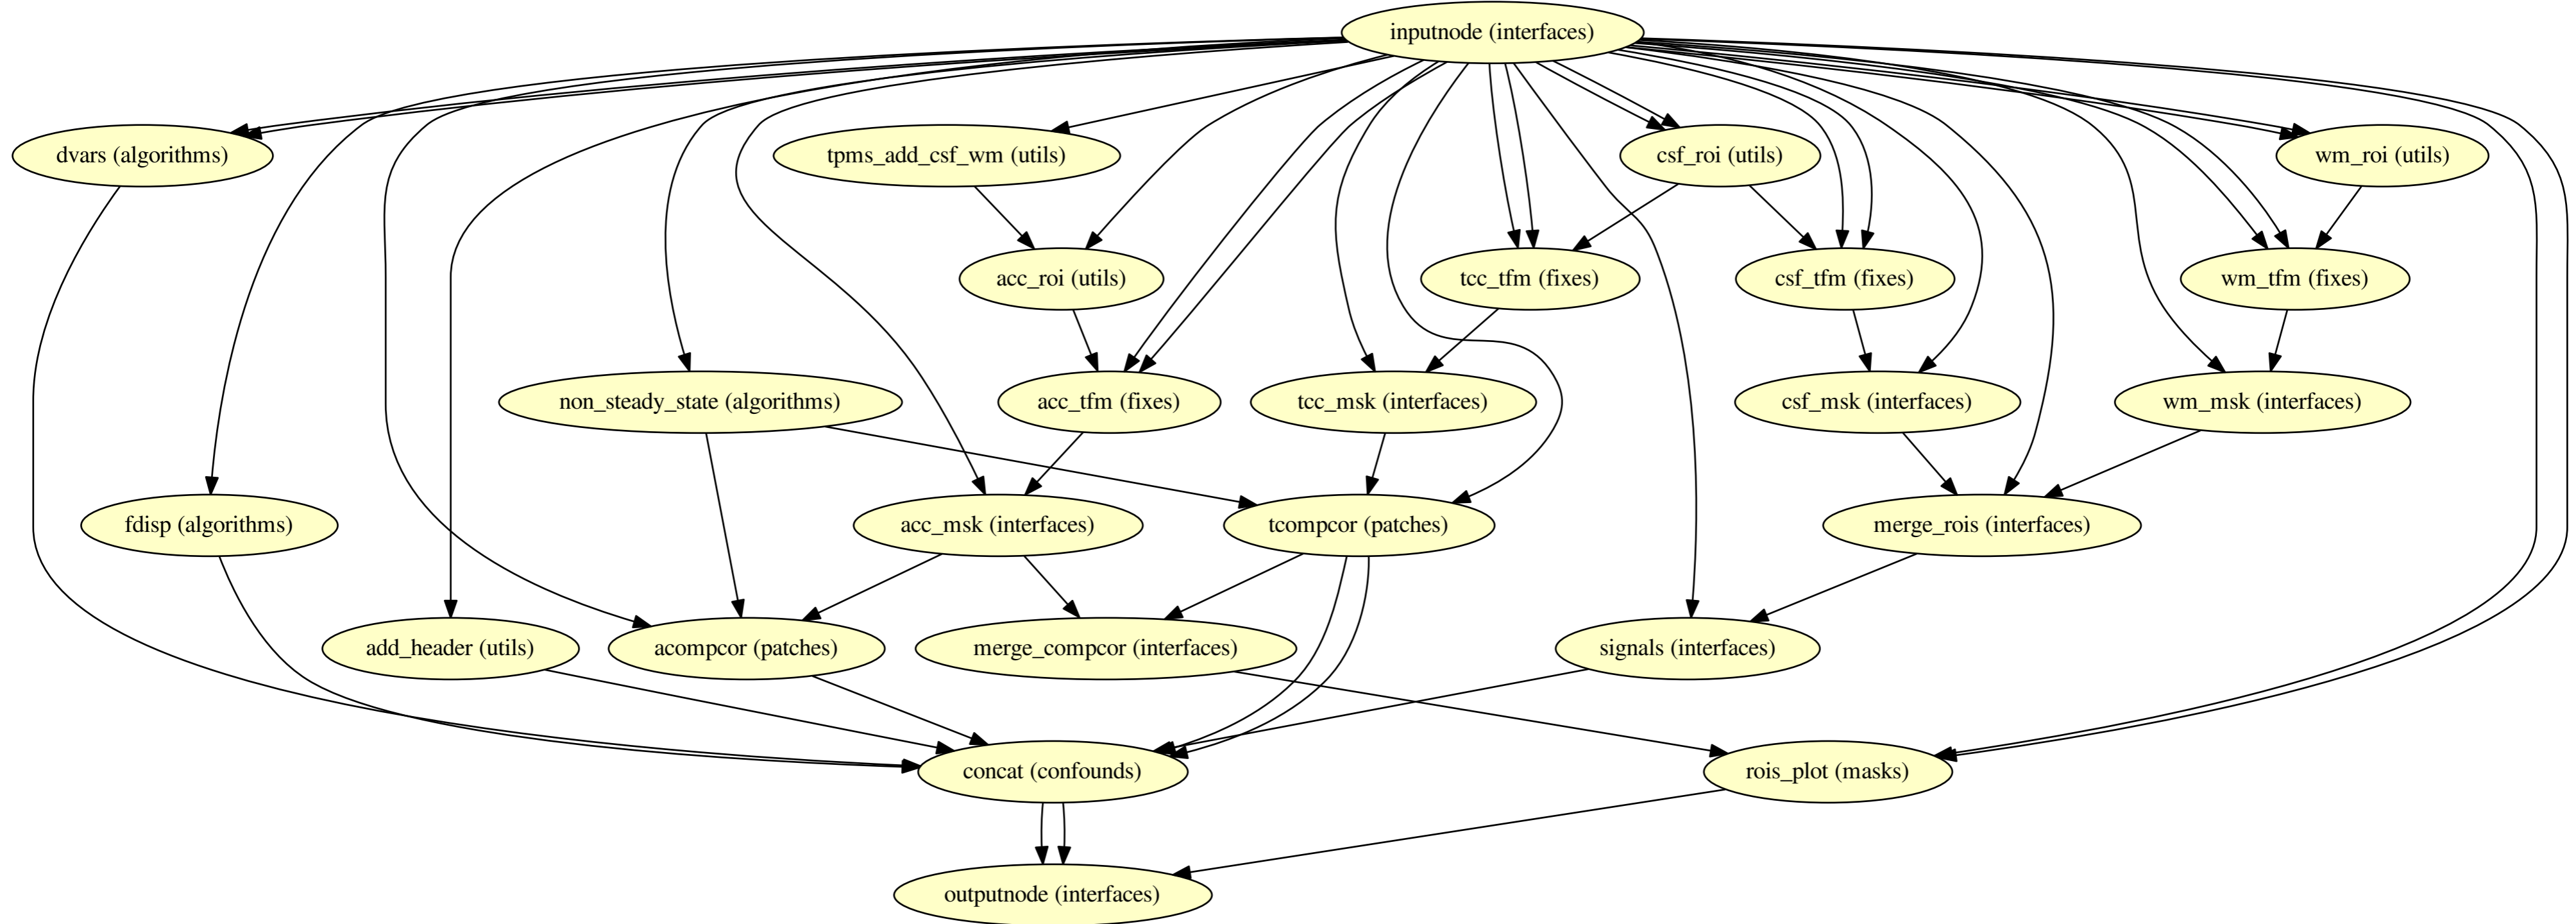 inputnode (interfaces)
dvars (algorithms)
tpms_add_csf_wm (utils)
csf_roi (utils)
wm_roi (utils)
acc_roi (utils)
tcc_tfm (fixes)
csf_tfm (fixes)
wm_tfm (fixes)
non_steady_state (algorithms)
acc_tfm (fixes)
tcc_msk (interfaces)
csf_msk (interfaces)
wm_msk (interfaces)
fdisp (algorithms)
acc_msk (interfaces)
tcompcor (patches)
merge_rois (interfaces)
add_header (utils)
acompcor (patches)
merge_compcor (interfaces)
signals (interfaces)
concat (confounds)
rois_plot (masks)
outputnode (interfaces)